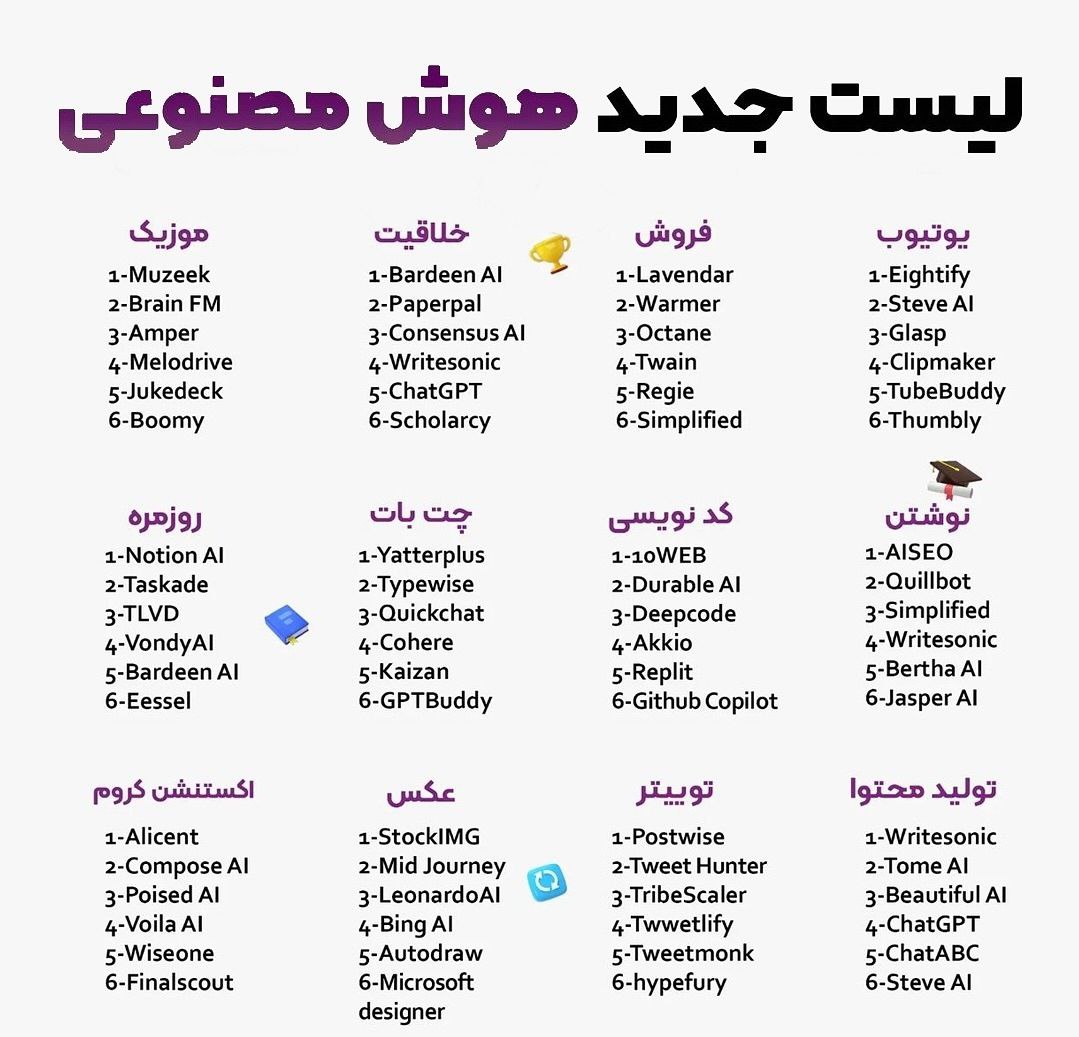 لیست جدید هوش مصنوعی
یوتیوب
1-Eightify
2-Steve AI
3-Glasp
4-Clipmaker
5-TubeBuddy
6-Thumbly
فروش
1-Lavendar
2-Warmer
3-Octane
4-Twain
5-Regie
6-Simplified
خلاقیت
1-Bardeen AI
2-Paperpal
3-Consensus AI
4-Writesonic
5-ChatGPT
6-Scholarcy
موزیک
1-Muzeek
2-Brain FM
3-Amper
4-Melodrive
5-Jukedeck
6-Boomy
نوشتن
1-AISEO
2-Quillbot
3-Simplified
4-Writesonic
5-Bertha AI
6-Jasper AI
کد نویسی
1-10WEB
2-Durable AI
3-Deepcode
4-Akkio
5-Replit
6-Github Copilot
چت بات
1-Yatterplus
2-Typewise
3-Quickchat
4-Cohere
5-Kaizan
6-GPTBuddy
روزمره
1-Notion AI
2-Taskade
3-TLVD
4-VondyAI
5-Bardeen AI
6-Eessel
تولید محتوا
1-Writesonic
2-Tome AI
3-Beautiful AI
4-ChatGPT
5-ChatABC
6-Steve AI
توییتر
1-Postwise
2-Tweet Hunter
3-TribeScaler
4-Twwetlify
5-Tweetmonk
6-hypefury
عکس
1-StockIMG
2-Mid Journey
3-LeonardoAI
4-Bing AI
5-Autodraw
6-Microsoft
designer
اکستنشن کروم
1-Alicent
2-Compose AI
3-Poised AI
4-Voila AI
5-Wiseone
6-Finalscout